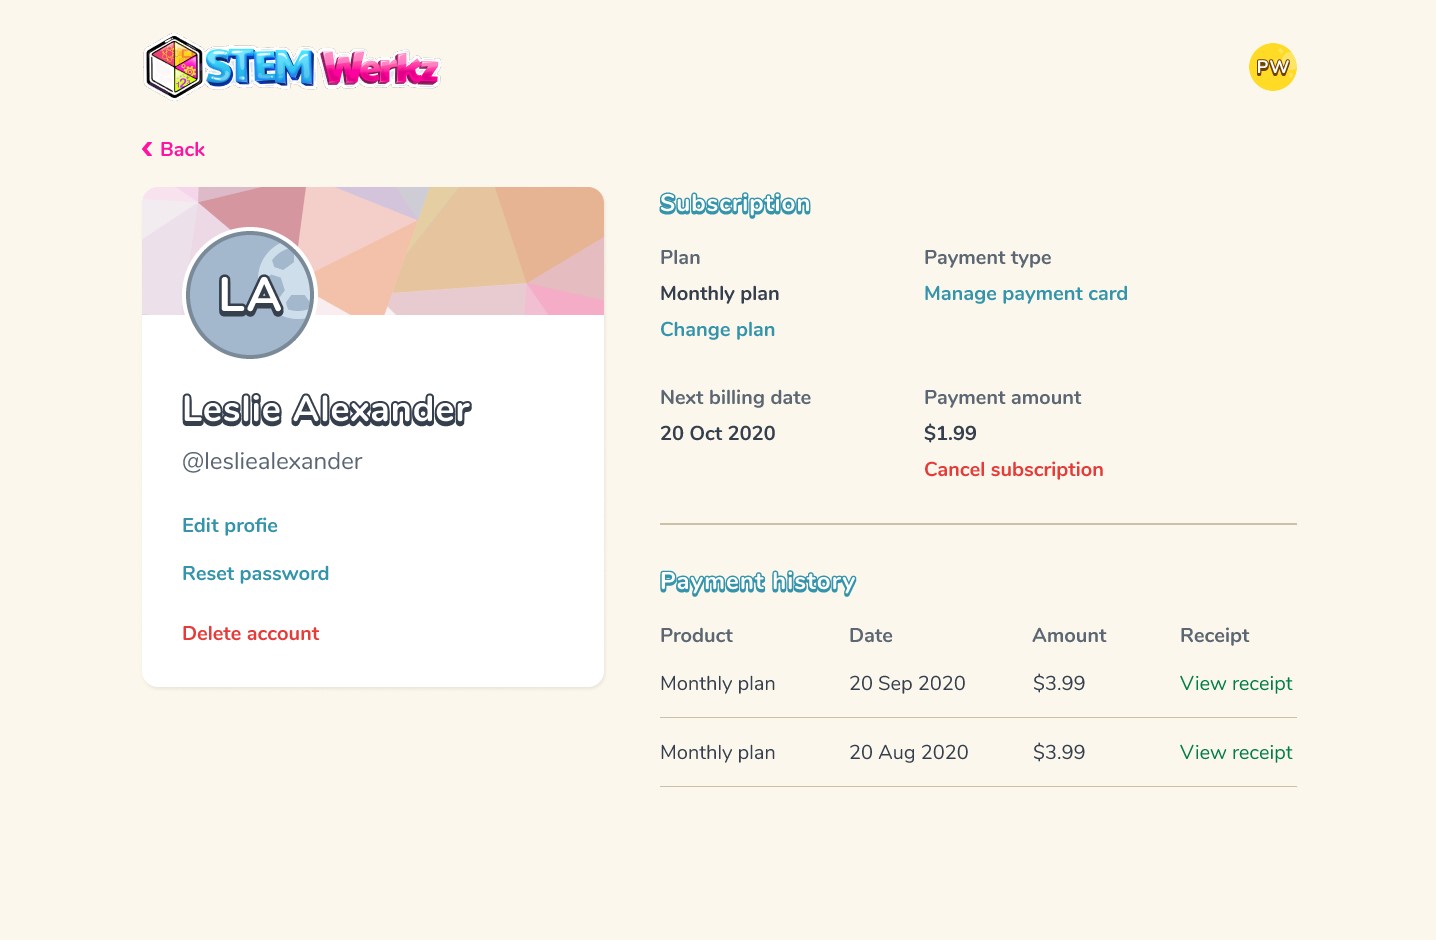 STEM Werkz
PW
Back
LA
Leslie Alexander
@lesliealexander
Edit profie
Reset password
Delete account
Subscription
Plan
Payment type
Monthly plan
Manage payment card
Change plan
Next billing date
Payment amount
20 Oct 2020
$1.99
Cancel subscription
Payment history
Product Date Amount Receipt
Monthly plan 20 Sep 2020 $3.99 View receipt
Monthly plan 20 Aug 2020 $3.99 View receipt